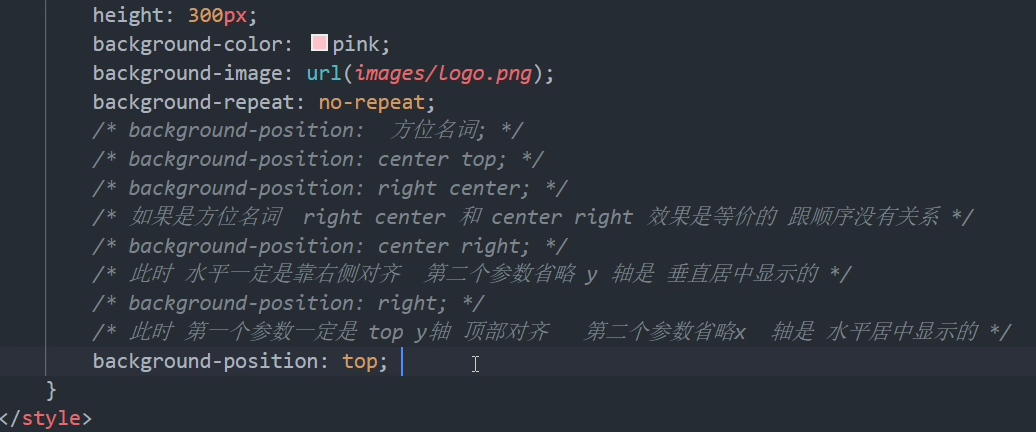 height: 300px;
background-color: pink;
background-image: url(images/logo.png);
background-repeat: no-repeat;
/* background-position:  方位名词; */
/* background-position: center top; */
/* background-position: right center; */
/* 如果是方位名词  right center 和 center right 效果是等价的 跟顺序没有关系 */
/* background-position: center right; */
/* 此时 水平一定是靠右侧对齐  第二个参数省略 y 轴是 垂直居中显示的 */
/* background-position: right; */
/* 此时 第一个参数一定是 top y轴 顶部对齐   第二个参数省略x  轴是 水平居中显示的 */
background-position: top;
}
</style>